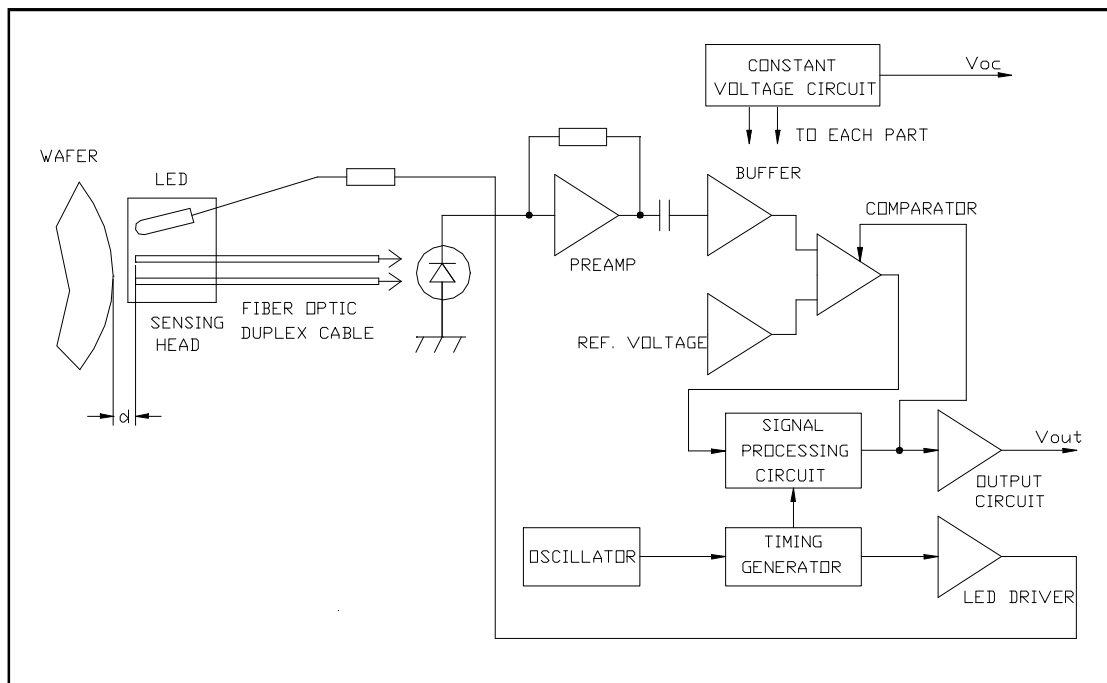 CONSTANT
VOLTAGE CIRCUIT
Voc
TO EACH PART
WAFER
LED
BUFFER
COMPARATOR
PREAMP
SENSING
HEAD
FIBER OPTIC
DUPLEX CABLE
REF. VOLTAGE
d
SIGNAL
PROCESSING
CIRCUIT
Vout
OUTPUT
CIRCUIT
OSCILLATOR
TIMING
GENERATOR
LED DRIVER